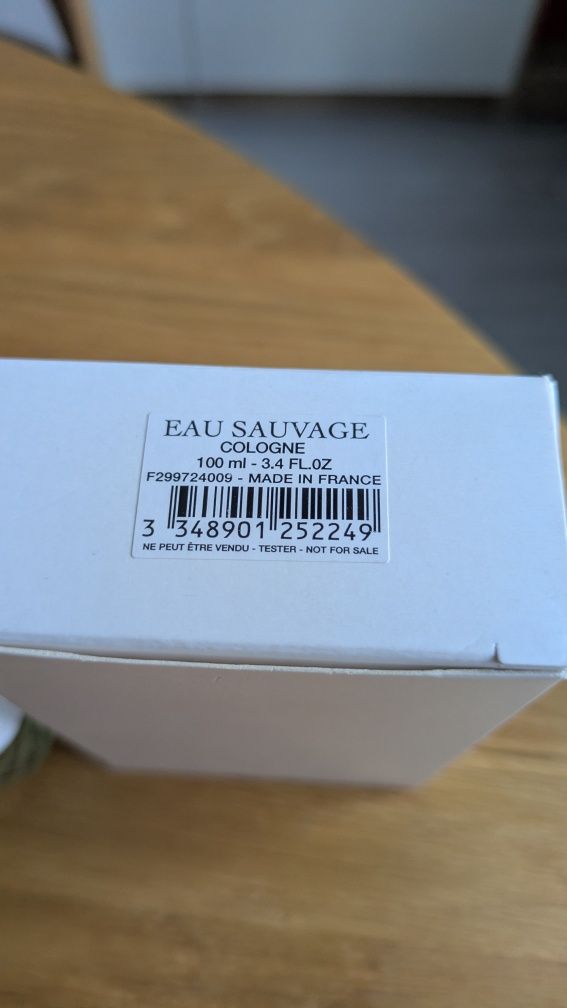 EAU SAUVAGE
COLOGNE
100 ml - 3.4 FL.0Z
F299724009 - MADE IN FRANCE
3 348901 252249
NE PEUT ÊTRE VENDU - TESTER - NOT FOR SALE